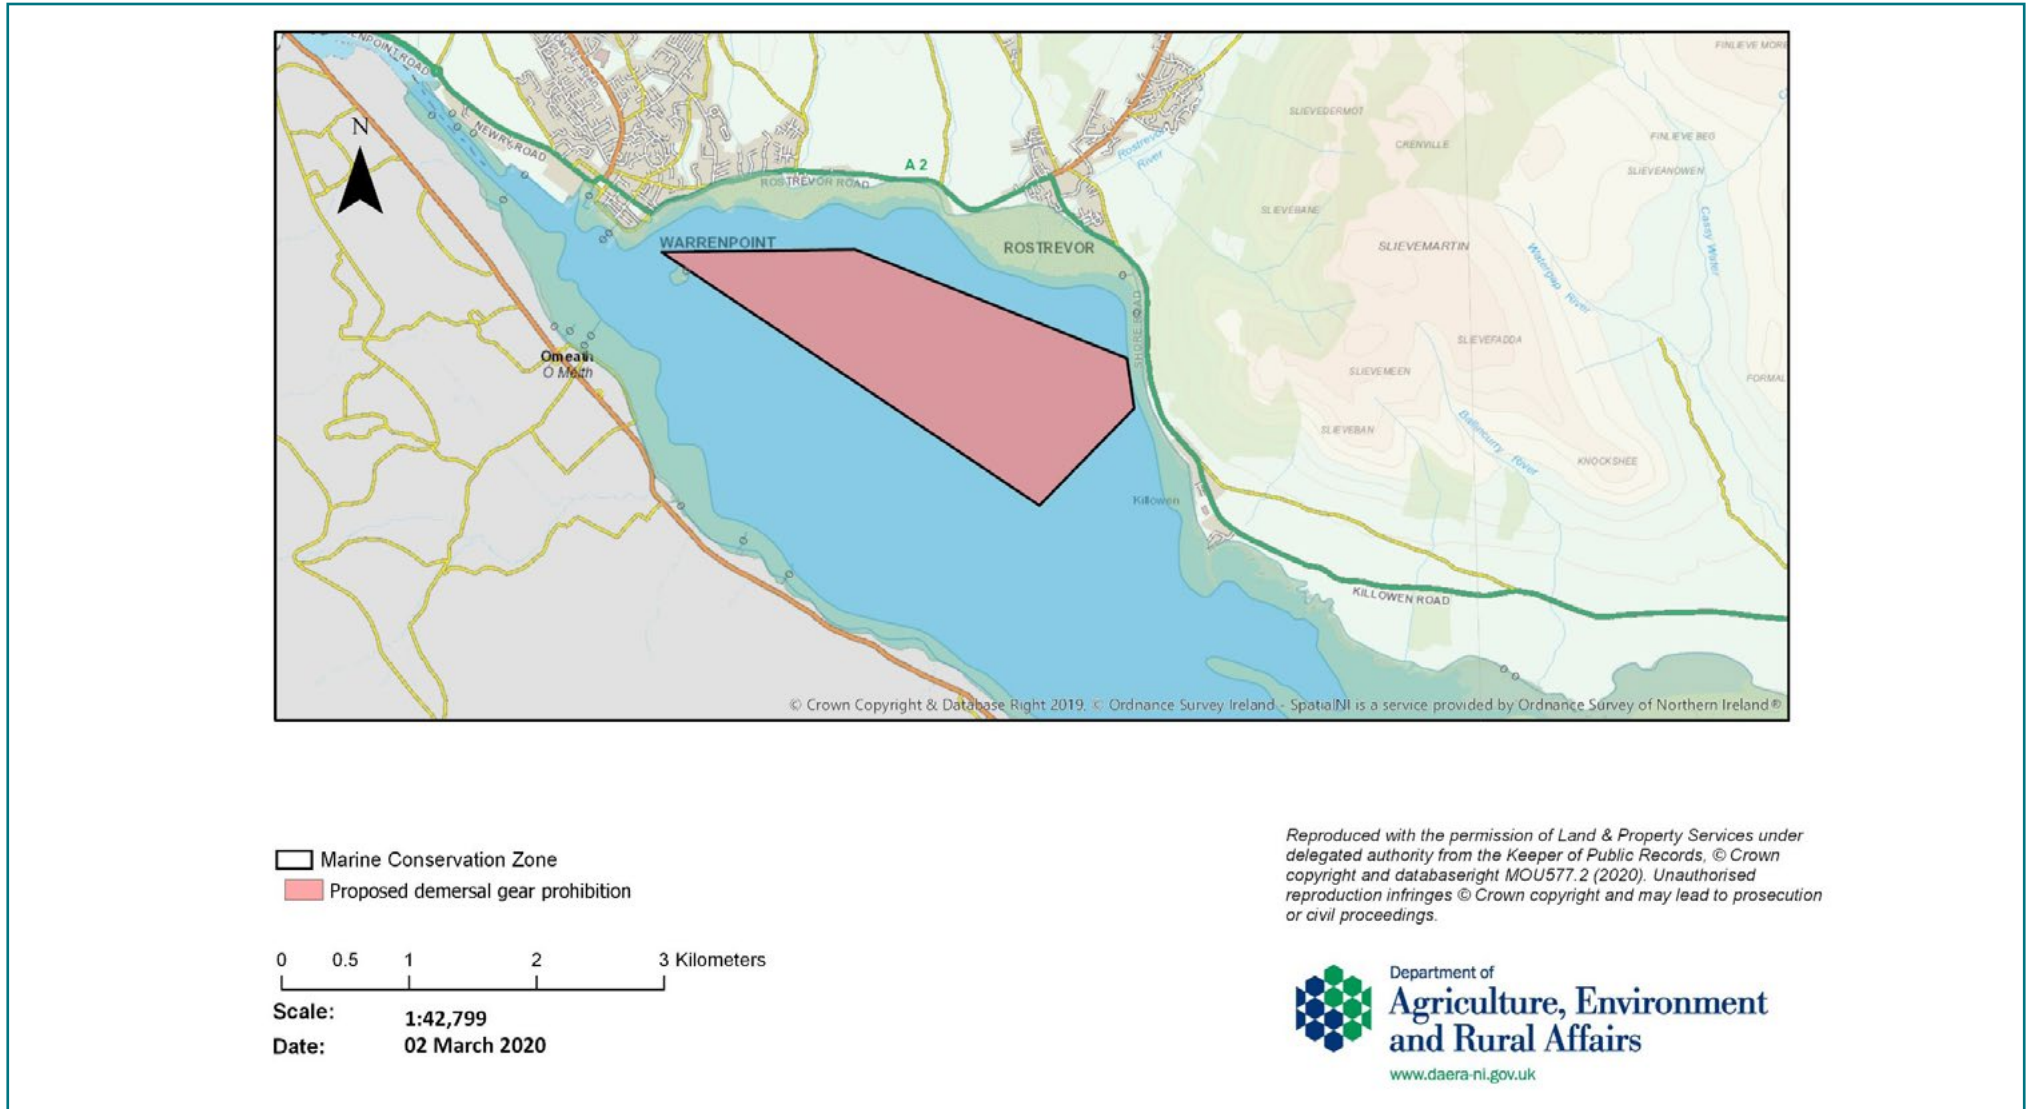 ENPOINT ROAD
FINLIEVE MORE
N
NEWRY ROAD
SLIEVEDERMOT
Rostrevor
River
CRENVILLE
FINLIEVE BEG
A 2
SLIEVEANOWEN
ROSTREVOR ROAD
SLIEVEBANE
Cassy Water
WARRENPOINT
ROSTREVOR
SLIEVEMARTIN
Watergap River
SHORE ROAD
SLIEVEFADDA
Omeath
Ó Méith
SLIEVEMEEN
FORMAL
SLIEVEBAN
Ballincurry River
KNOCKSHEE
Killowen
KILLOWEN ROAD
© Crown Copyright & Database Right 2019, © Ordnance Survey Ireland - SpatialNI is a service provided by Ordnance Survey of Northern Ireland®
Marine Conservation Zone
Proposed demersal gear prohibition
0 0.5 1 2 3 Kilometers
Scale: 1:42,799
Date: 02 March 2020
Reproduced with the permission of Land & Property Services under
delegated authority from the Keeper of Public Records, © Crown
copyright and databaseright MOU577.2 (2020). Unauthorised
reproduction infringes © Crown copyright and may lead to prosecution
or civil proceedings.
Department of
Agriculture, Environment
and Rural Affairs
www.daera-ni.gov.uk